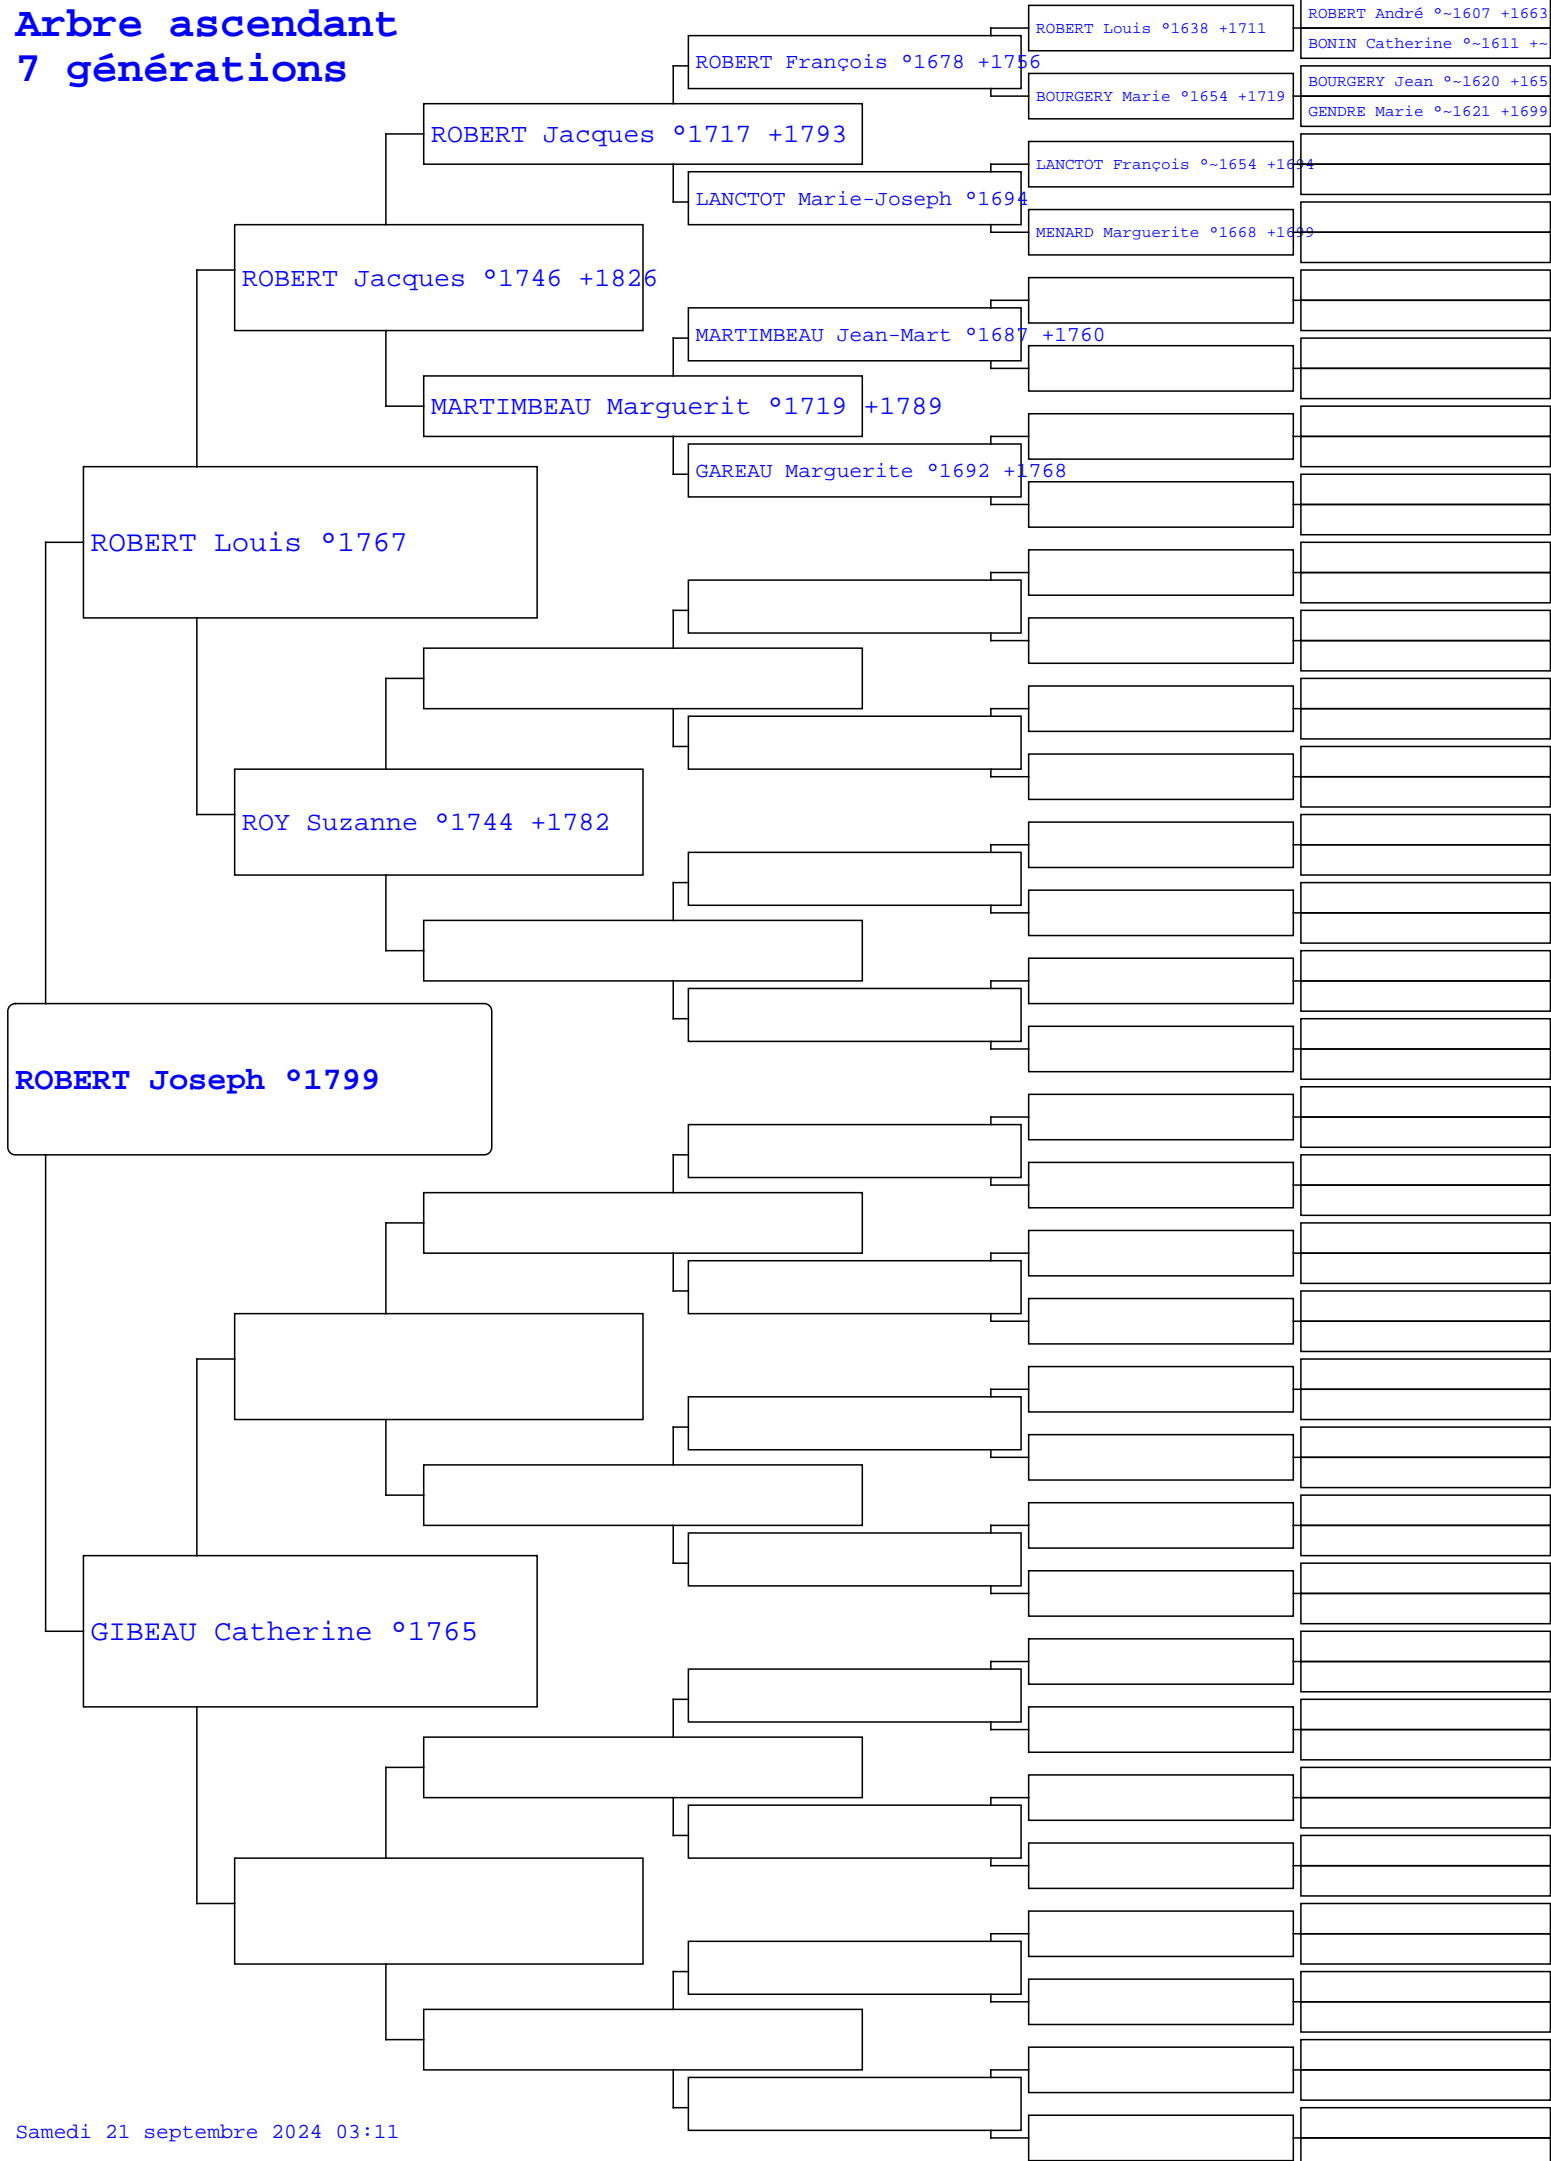 Arbre ascendant
7 générations
ROBERT Louis °1638 +1711
ROBERT André °~1607 +1663
BONIN Catherine °~1611 +~
ROBERT François °1678 +1756
BOURGERY Marie °1654 +1719
BOURGERY Jean °~1620 +165
GENDRE Marie °~1621 +1699
ROBERT Jacques °1717 +1793
LANCTOT François °~1654 +1694
LANCTOT Marie-Joseph °1694
MENARD Marguerite °1668 +1699
ROBERT Jacques °1746 +1826
MARTIMBEAU Jean-Mart °1687 +1760
MARTIMBEAU Marguerit °1719 +1789
GAREAU Marguerite °1692 +1768
ROBERT Louis °1767
ROY Suzanne °1744 +1782
ROBERT Joseph °1799
GIBEAU Catherine °1765
Samedi 21 septembre 2024 03:11